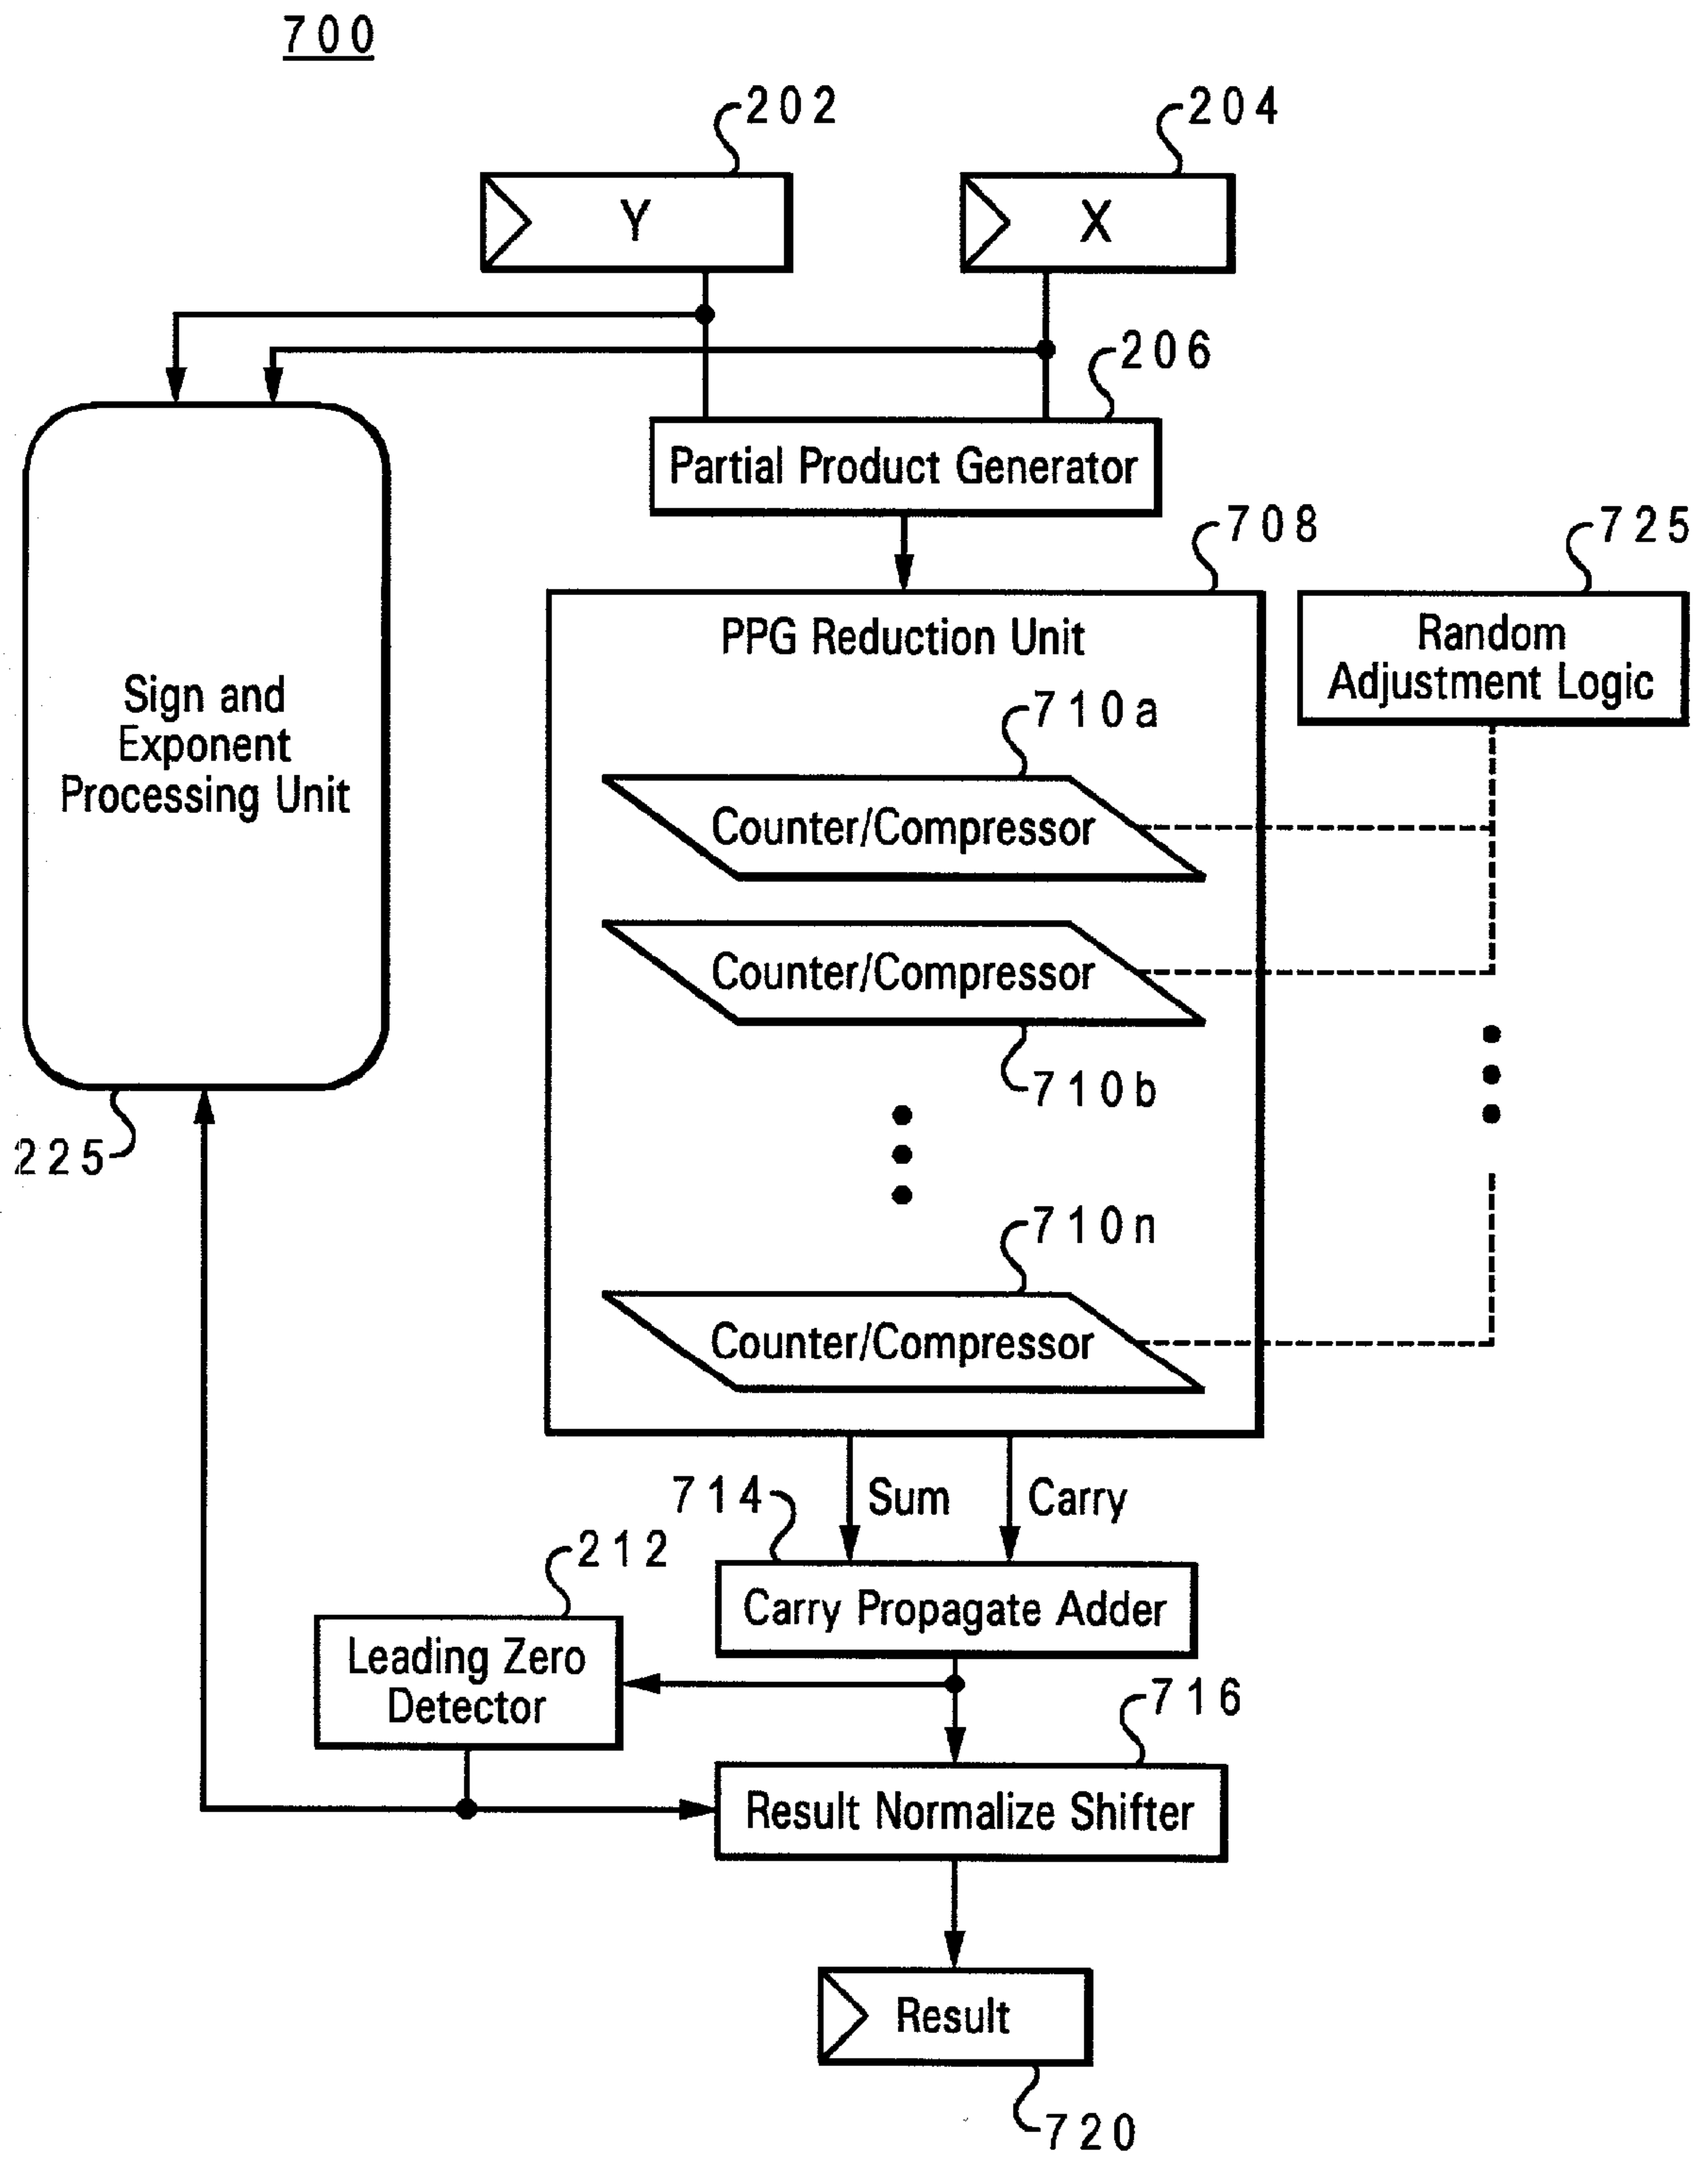 700
202
204
Y
X
206
Partial Product Generator
708
725
PPG Reduction Unit
Random
Adjustment Logic
Sign and
Exponent
Processing Unit
710a
Counter/Compressor
Counter/Compressor
710b
225
710n
Counter/Compressor
714
Sum
Carry
212
Carry Propagate Adder
Leading Zero
Detector
716
Result Normalize Shifter
Result
720